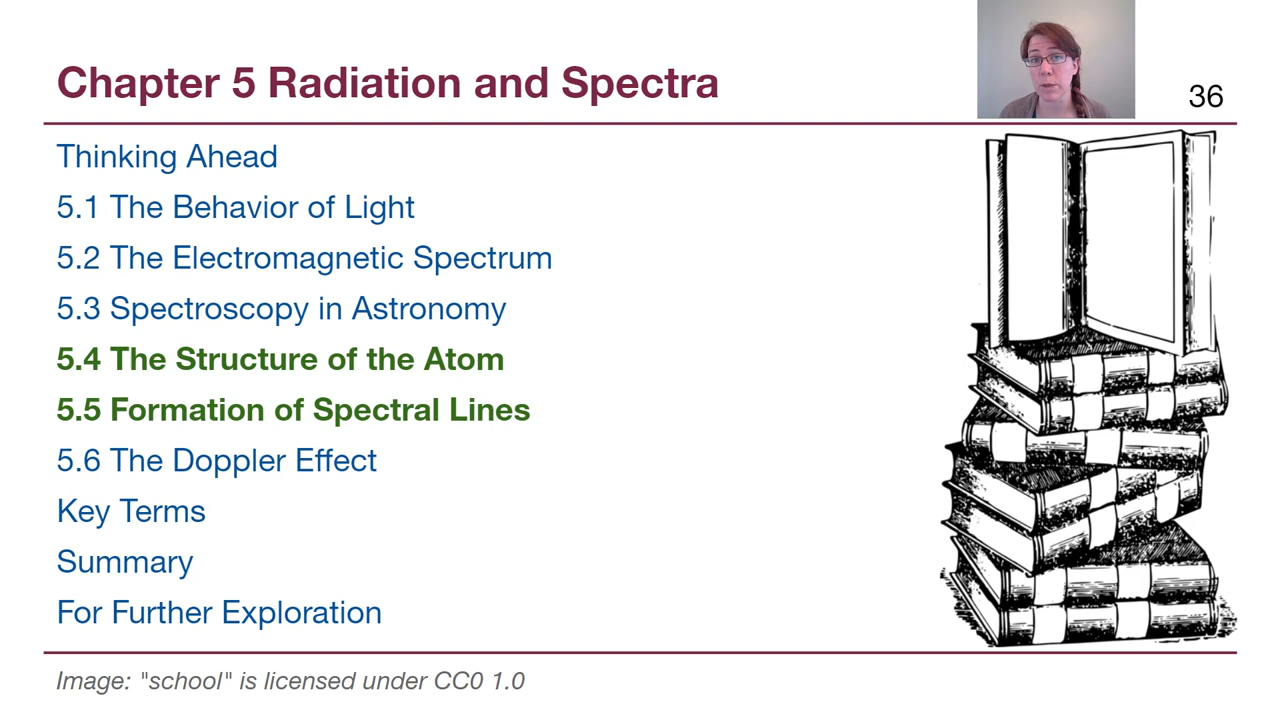 Chapter 5 Radiation and Spectra
36
Thinking Ahead
5.1 The Behavior of Light
5.2 The Electromagnetic Spectrum
5.3 Spectroscopy in Astronomy
5.4 The Structure of the Atom
5.5 Formation of Spectral Lines
5.6 The Doppler Effect
Key Terms
Summary
For Further Exploration
Image: "school" is licensed under CC0 1.0